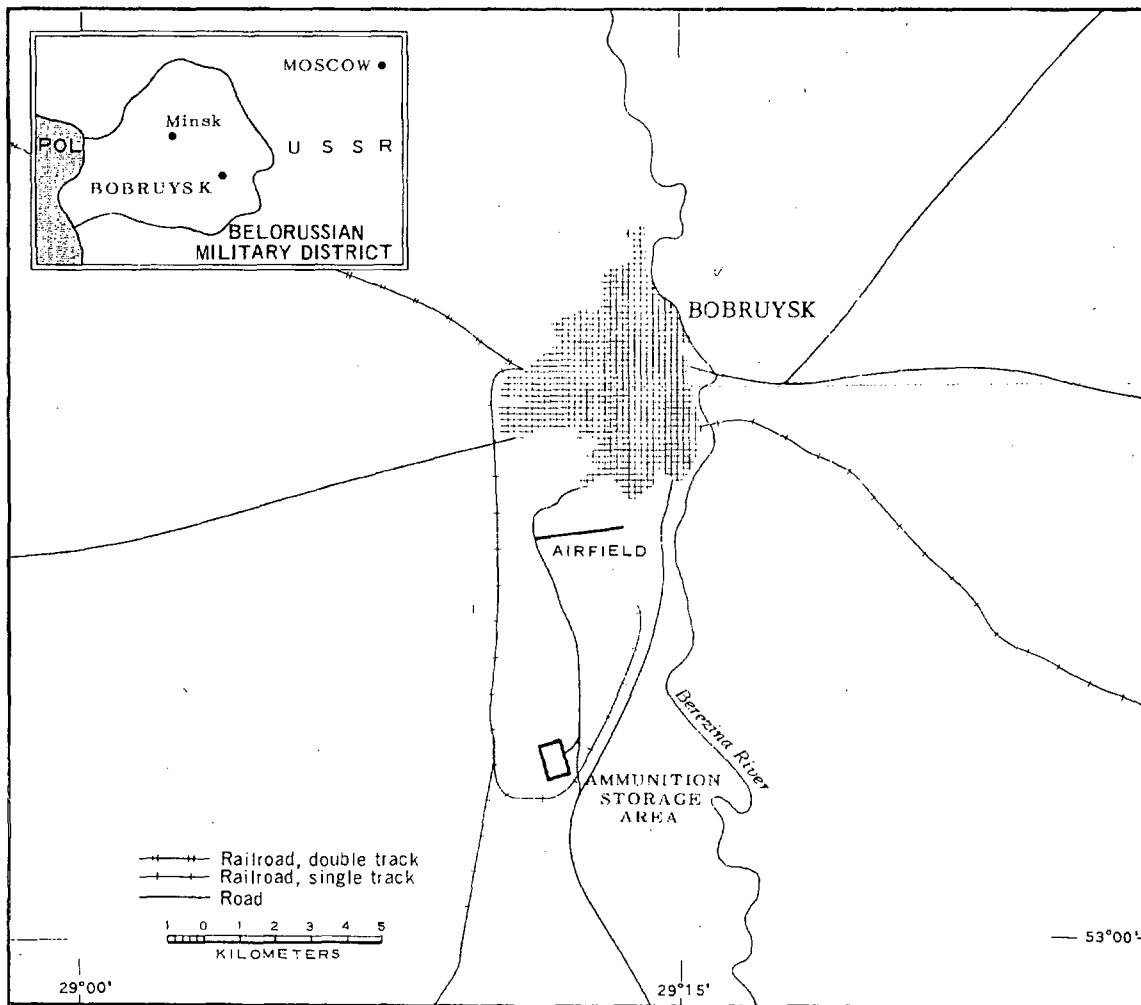 MOSCOW
Minsk
POL
U S S R
BOBRUYSK
BELORUSSIAN
MILITARY DISTRICT
BOBRUYSK
AIRFIELD
Berezina River
AMMUNITION
STORAGE
AREA
Railroad, double track
Railroad, single track
Road
1 0 1 2 3 4 5
KILOMETERS
53°00'
29°00'
29°15'